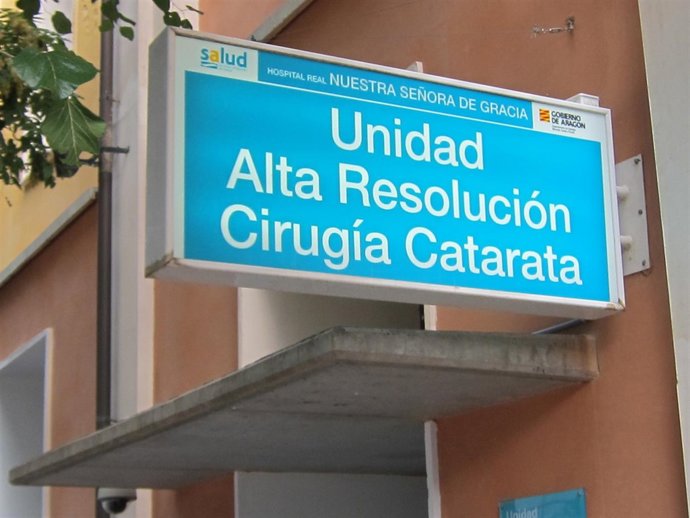 salud
HOSPITAL REAL NUESTRA SEÑORA DE GRACIA
GOBIERNO
DE ARAGON
Unidad
Alta Resolución
Cirugía Catarata
Unidad